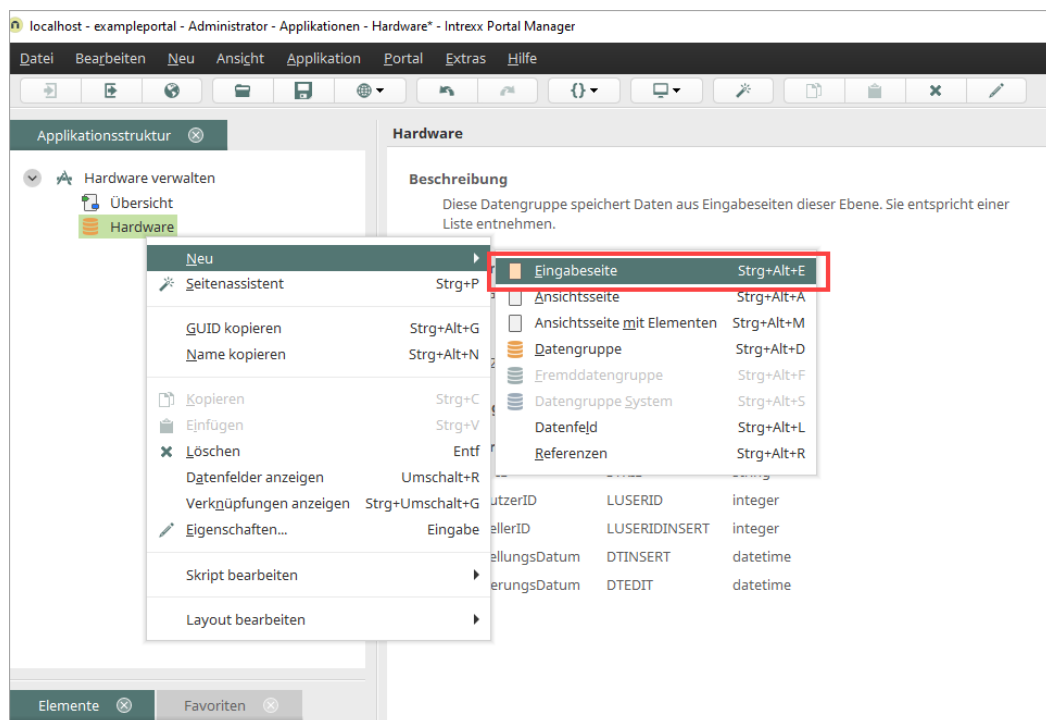 localhost - exampleportal - Administrator - Applikationen - Hardware* - Intrexx Portal Manager
Datei Bearbeiten Neu Ansicht Applikation Portal Extras Hilfe
Applikationsstruktur
Hardware
Hardware verwalten
Übersicht
Hardware
Beschreibung
Diese Datengruppe speichert Daten aus Eingabeseiten dieser Ebene. Sie entspricht einer
Liste entnehmen.
Neu
Seitenassistent Strg+P
GUID kopieren Strg+Alt+G
Name kopieren Strg+Alt+N
Kopieren Strg+C
Einfügen Strg+V
Löschen Entf
Datenfelder anzeigen Umschalt+R
Verknüpfungen anzeigen Strg+Umschalt+G
Eigenschaften... Eingabe
Skript bearbeiten
Layout bearbeiten
Eingabeseite Strg+Alt+E
Ansichtsseite Strg+Alt+A
Ansichtsseite mit Elementen Strg+Alt+M
Datengruppe Strg+Alt+D
Fremddatengruppe Strg+Alt+F
Datengruppe System Strg+Alt+S
Datenfeld Strg+Alt+L
Referenzen Strg+Alt+R
utzerID LUSERID integer
ellerID LUSERIDINSERT integer
ellungsDatum DTINSERT datetime
erungsDatum DTEDIT datetime
Elemente Favoriten